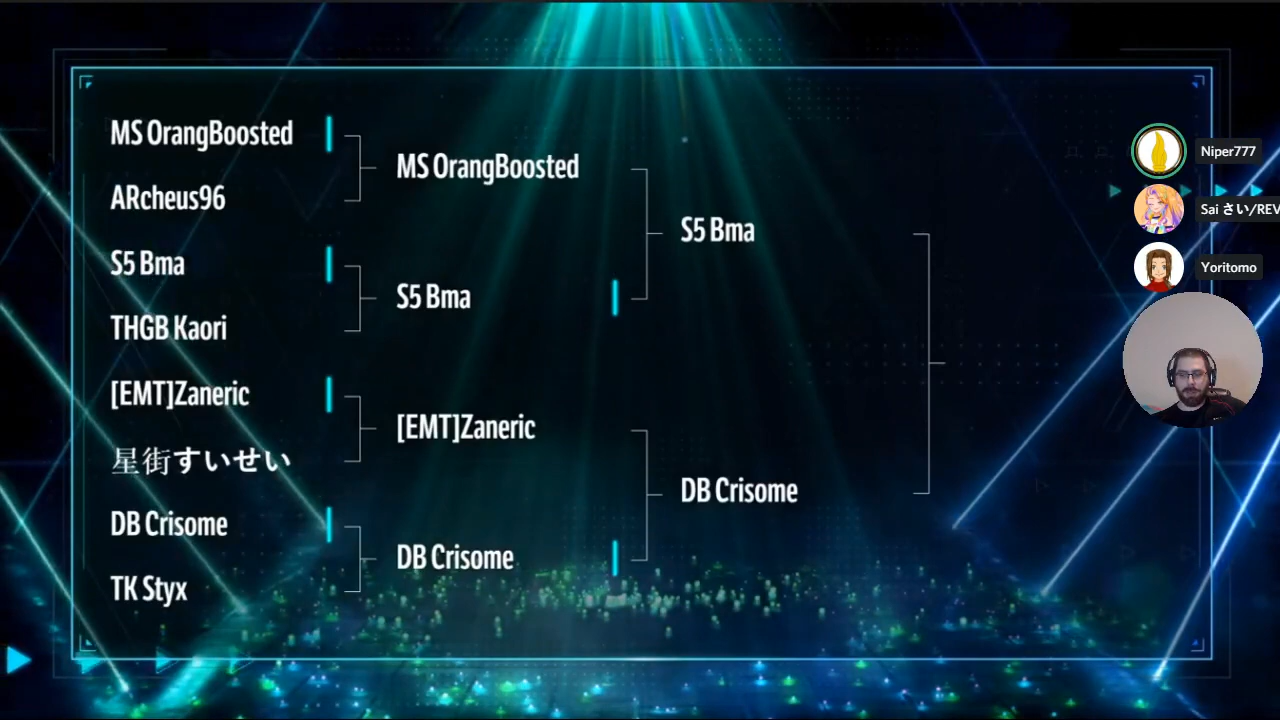 MS OrangBoosted
ARcheus96
S5 Bma
THGB Kaori
[EMT]Zaneric
星街すいせい
DB Crisome
TK Styx
MS OrangBoosted
S5 Bma
[EMT]Zaneric
DB Crisome
S5 Bma
DB Crisome
Niper777
Sai さい/REV
Yoritomo